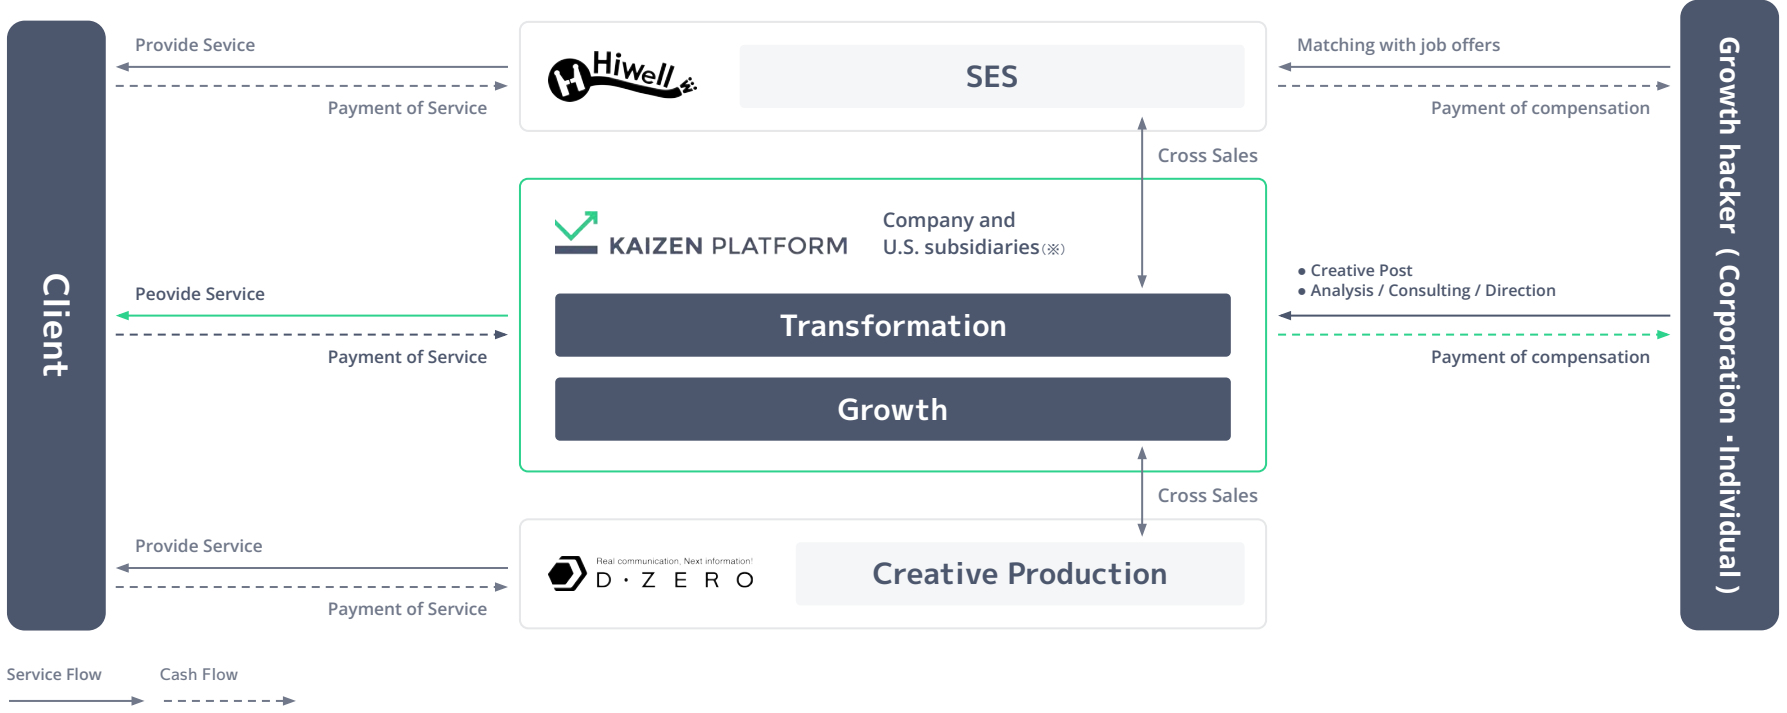 Client
Provide Sevice
Payment of Service
Hiwell
SES
Matching with job offers
Payment of compensation
Cross Sales
KAIZEN PLATFORM
Company and
U.S. subsidiaries(※)
Peovide Service
Payment of Service
Transformation
Growth
● Creative Post
● Analysis / Consulting / Direction
Payment of compensation
Cross Sales
Provide Service
Payment of Service
Real communication, Next information!
D・ZERO
Creative Production
Growth hacker ( Corporation ・Individual )
Service Flow
Cash Flow